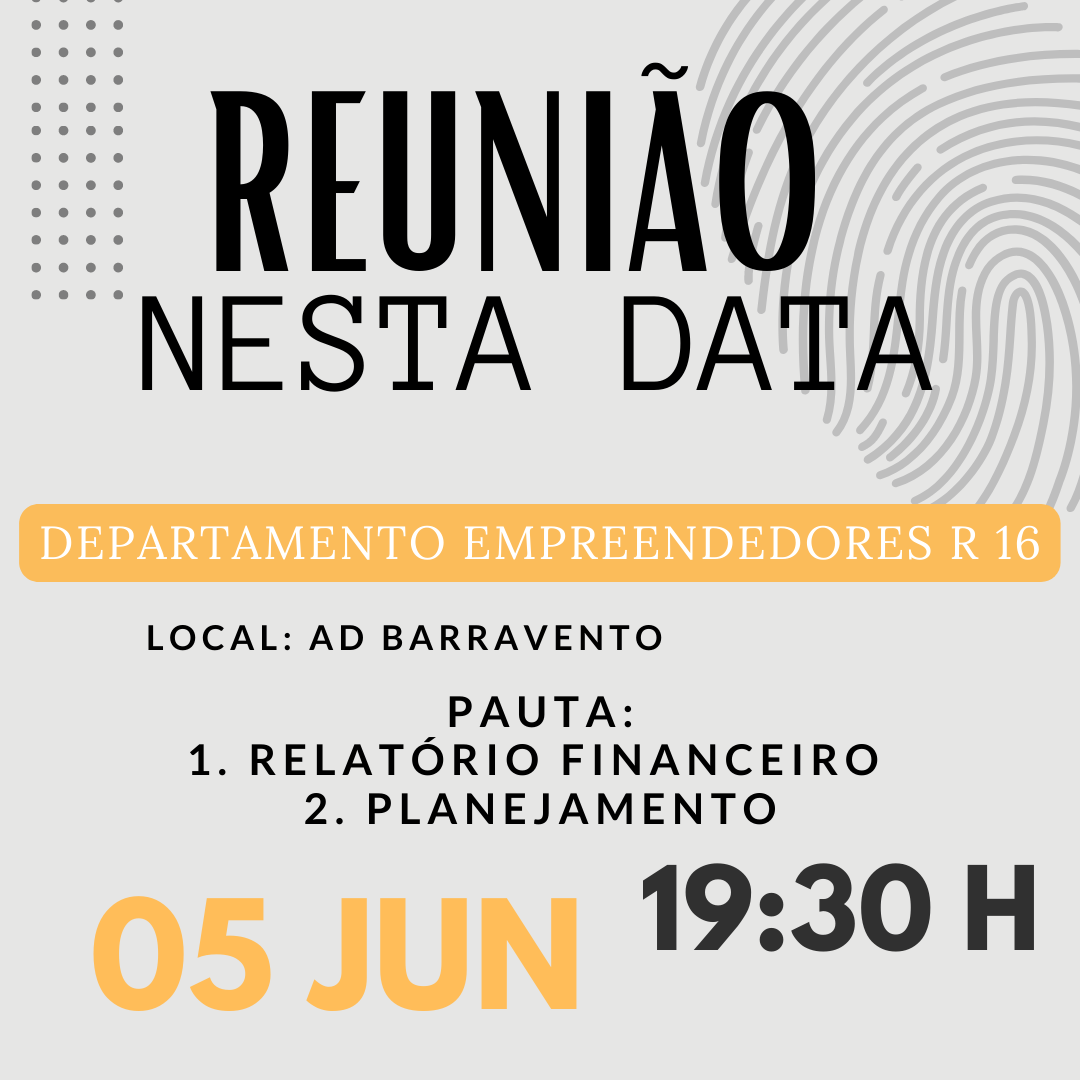 REUNIÃO
NESTA DATA
DEPARTAMENTO EMPREENDEDORES R 16
LOCAL: AD BARRAVENTO
PAUTA:
1. RELATÓRIO FINANCEIRO
2. PLANEJAMENTO
19:30 H
05 JUN